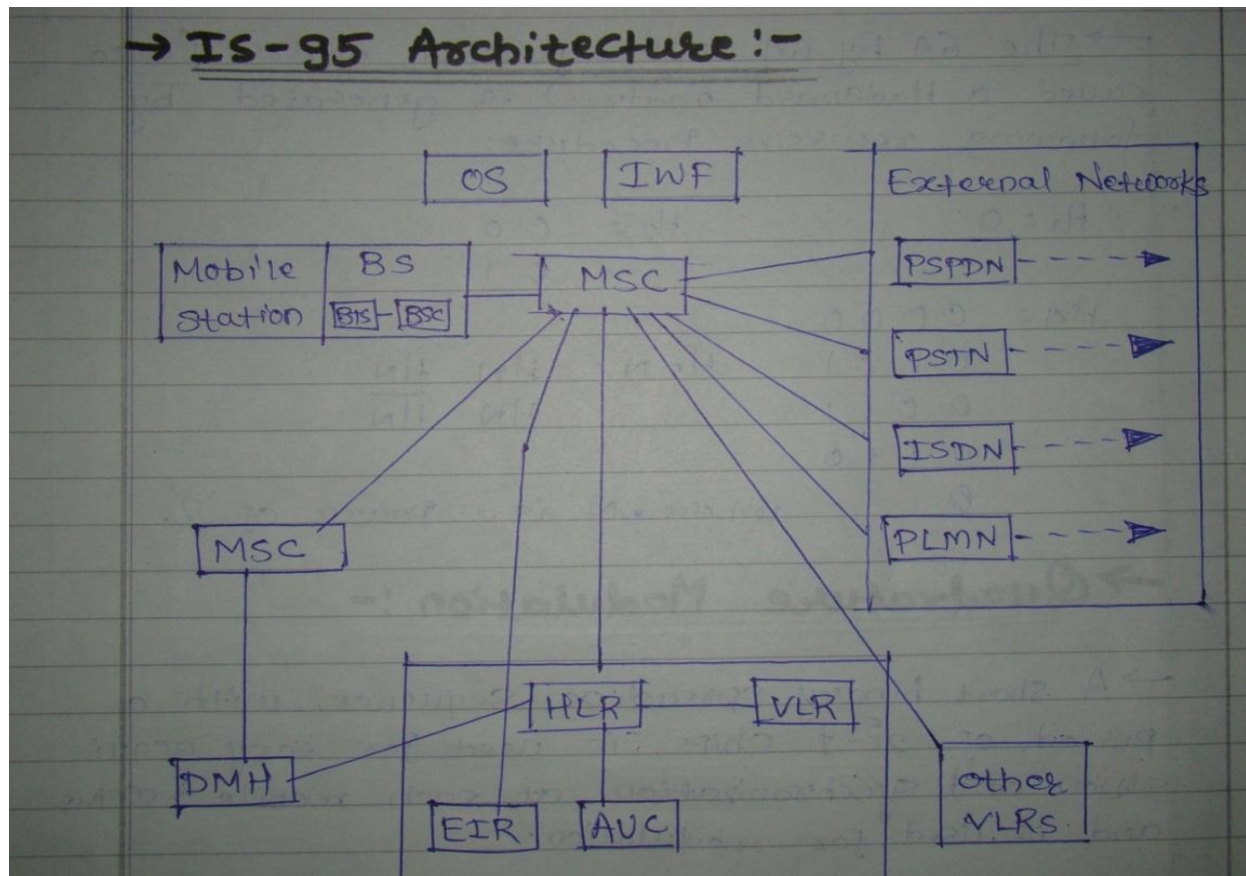 → IS-95 Architecture :-
OS
IWF
External Networks
Mobile
station
BS
BTS
BSC
MSC
PSPDN
PSTN
ISDN
PLMN
MSC
HLR
VLR
DMH
EIR
AUC
other
VLRs.